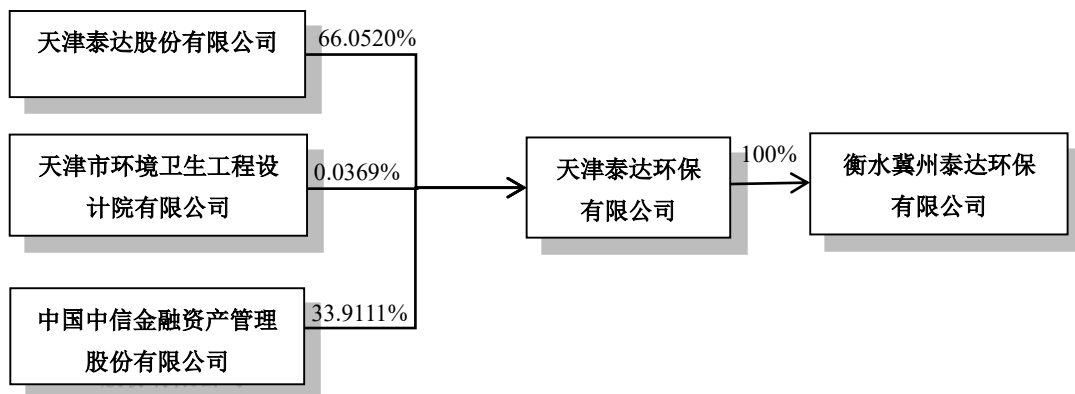 天津泰达股份有限公司
66.0520%
天津市环境卫生工程设
计院有限公司
0.0369%
中国中信金融资产管理
股份有限公司
33.9111%
天津泰达环保
有限公司
100%
衡水冀州泰达环保
有限公司